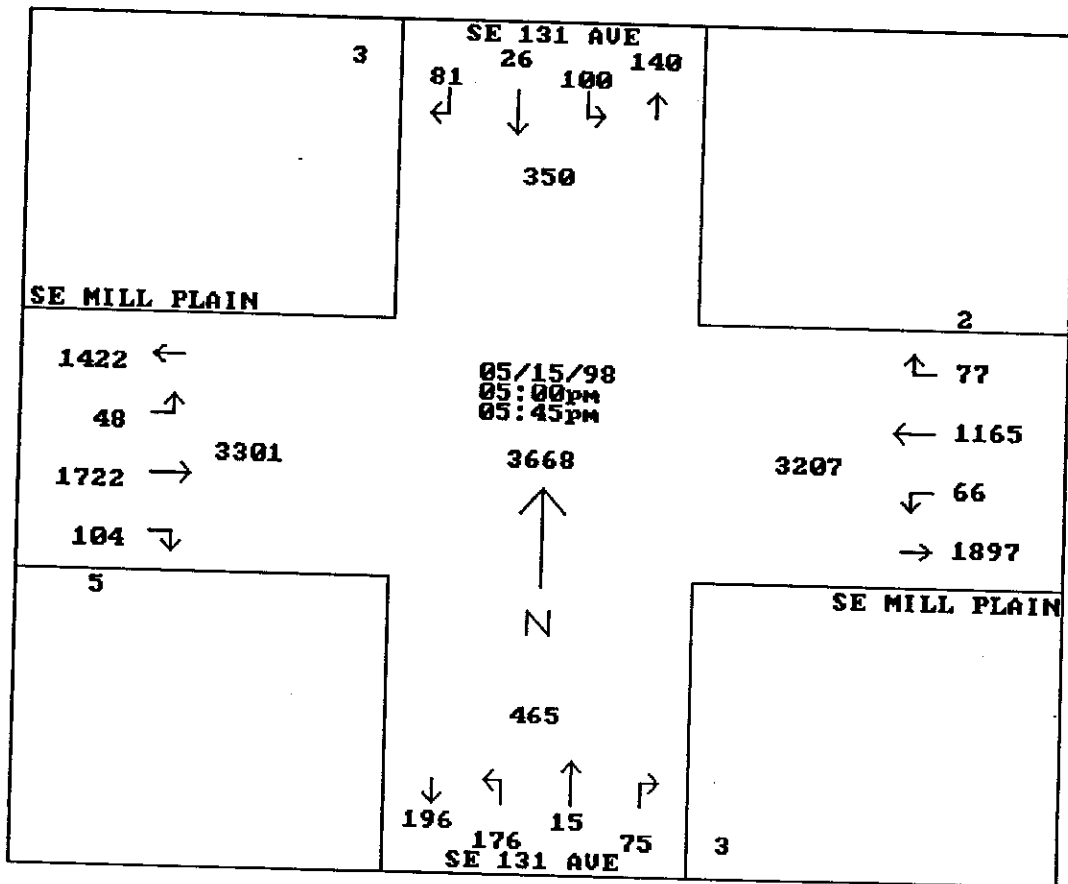 SE 131 AVE
3
81 26 100 140
350
SE MILL PLAIN
2
1422
48
1722
104
3301
05/15/98
05:00pm
05:45pm
3668
3207
77
1165
66
1897
5
SE MILL PLAIN
N
465
196 176 15 75
3
SE 131 AVE